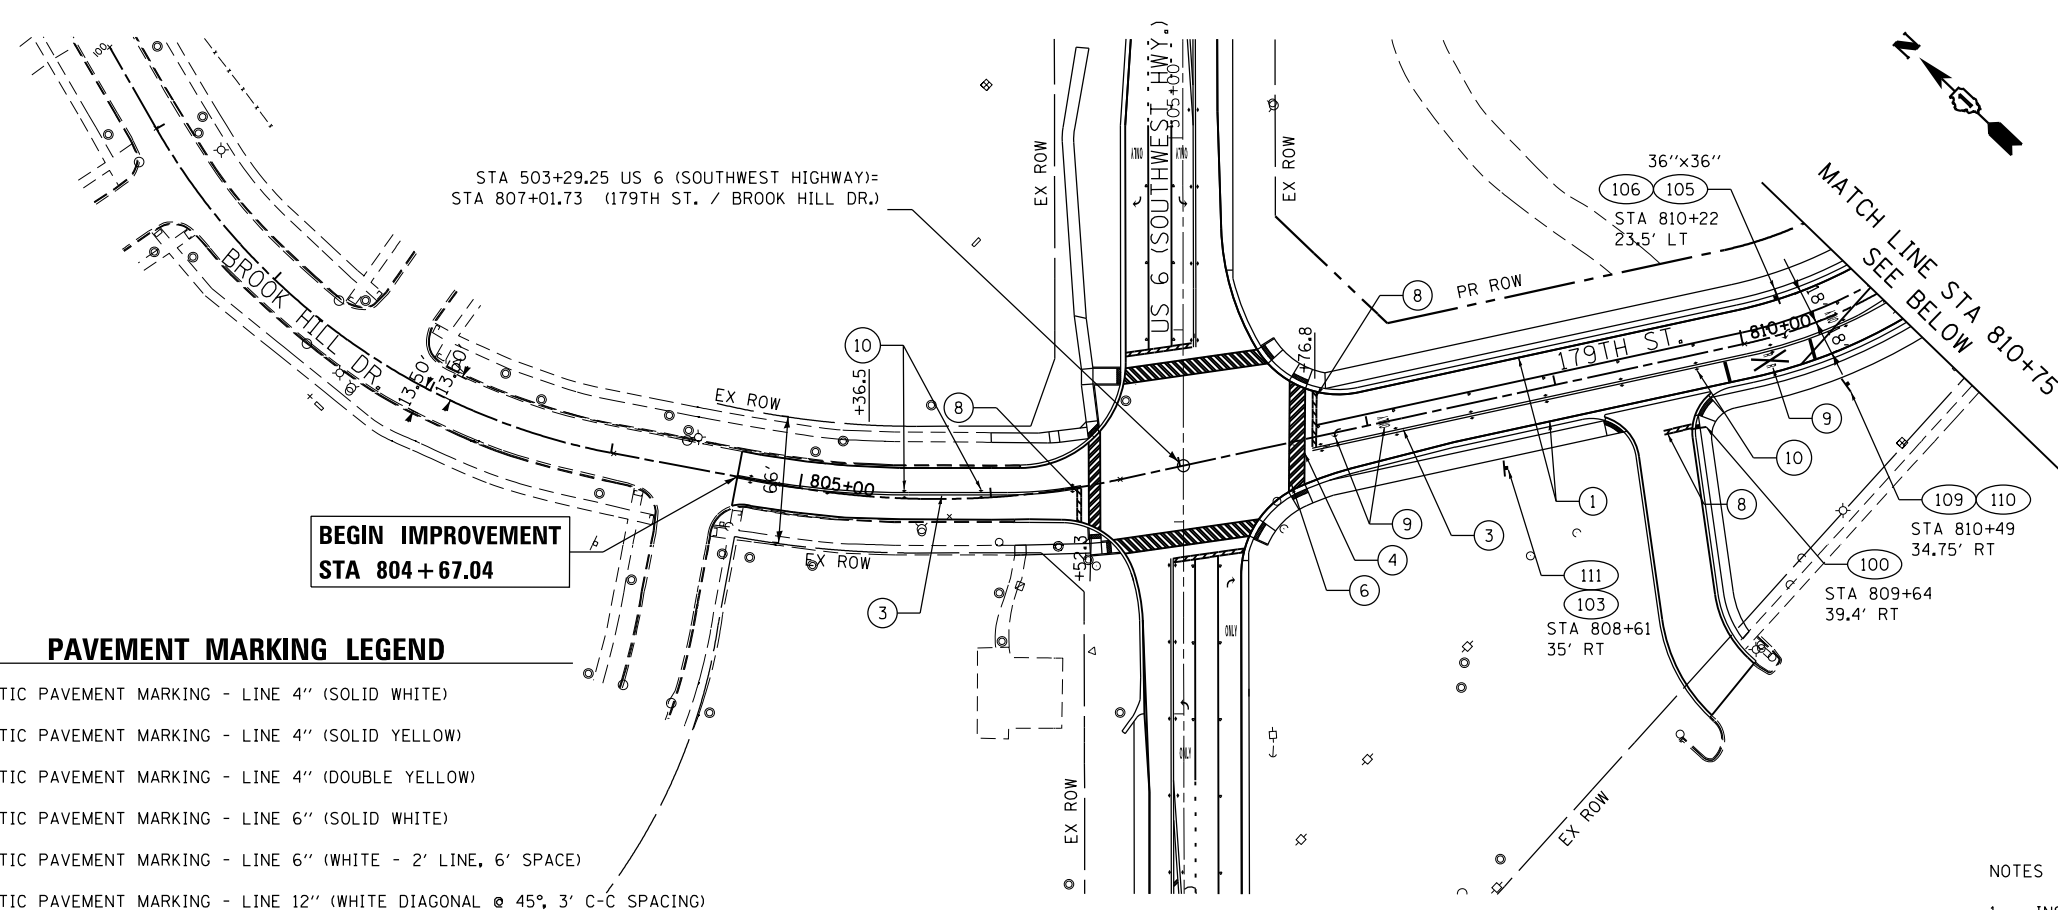 100
N
US 6 (SOUTHWEST HWY.)
505+00
EX ROW
EX ROW
ONLY
ONLY
STA 503+29.25 US 6 (SOUTHWEST HIGHWAY)=
STA 807+01.73 (179TH ST. / BROOK HILL DR.)
36''x36''
106 105
STA 810+22
23.5' LT
MATCH LINE STA 810+75
SEE BELOW
BROOK HILL DR.
13.50'
13.50'
10
+36.5
8
EX ROW
66'
805+00
+76.8
8
PR ROW
179TH ST.
810+00
18'
18'
9
10
BEGIN IMPROVEMENT
STA 804+67.04
EX ROW
3
+52.3
1
9
3
4
6
8
109 110
STA 810+49
34.75' RT
111
103
STA 808+61
35' RT
100
STA 809+64
39.4' RT
ONLY
ONLY
EX ROW
EX ROW
PAVEMENT MARKING LEGEND
TIC PAVEMENT MARKING - LINE 4'' (SOLID WHITE)
TIC PAVEMENT MARKING - LINE 4'' (SOLID YELLOW)
TIC PAVEMENT MARKING - LINE 4'' (DOUBLE YELLOW)
TIC PAVEMENT MARKING - LINE 6'' (SOLID WHITE)
TIC PAVEMENT MARKING - LINE 6'' (WHITE - 2' LINE, 6' SPACE)
TIC PAVEMENT MARKING - LINE 12'' (WHITE DIAGONAL @ 45°, 3' C-C SPACING)
NOTES